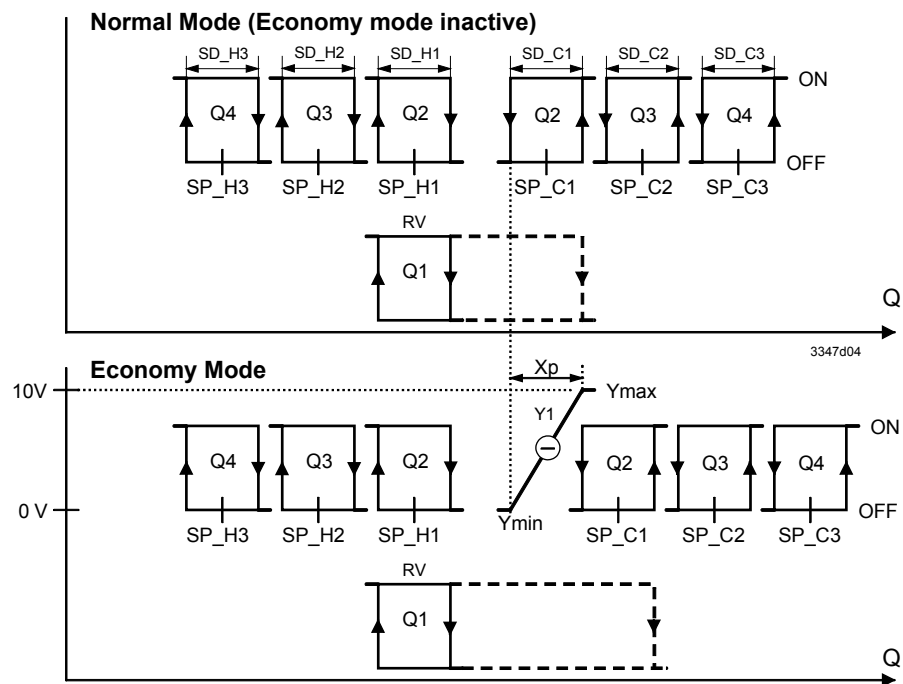 Normal Mode (Economy mode inactive)
SD_H3 SD_H2 SD_H1 SD_C1 SD_C2 SD_C3
ON
Q4 Q3 Q2 Q2 Q3 Q4
OFF
SP_H3 SP_H2 SP_H1 SP_C1 SP_C2 SP_C3
RV
Q1
Q
3347d04
Economy Mode
Xp
10V
Ymax
Y1
ON
Q4 Q3 Q2 Q2 Q3 Q4
0 V
OFF
Ymin
SP_H3 SP_H2 SP_H1 SP_C1 SP_C2 SP_C3
RV
Q1
Q